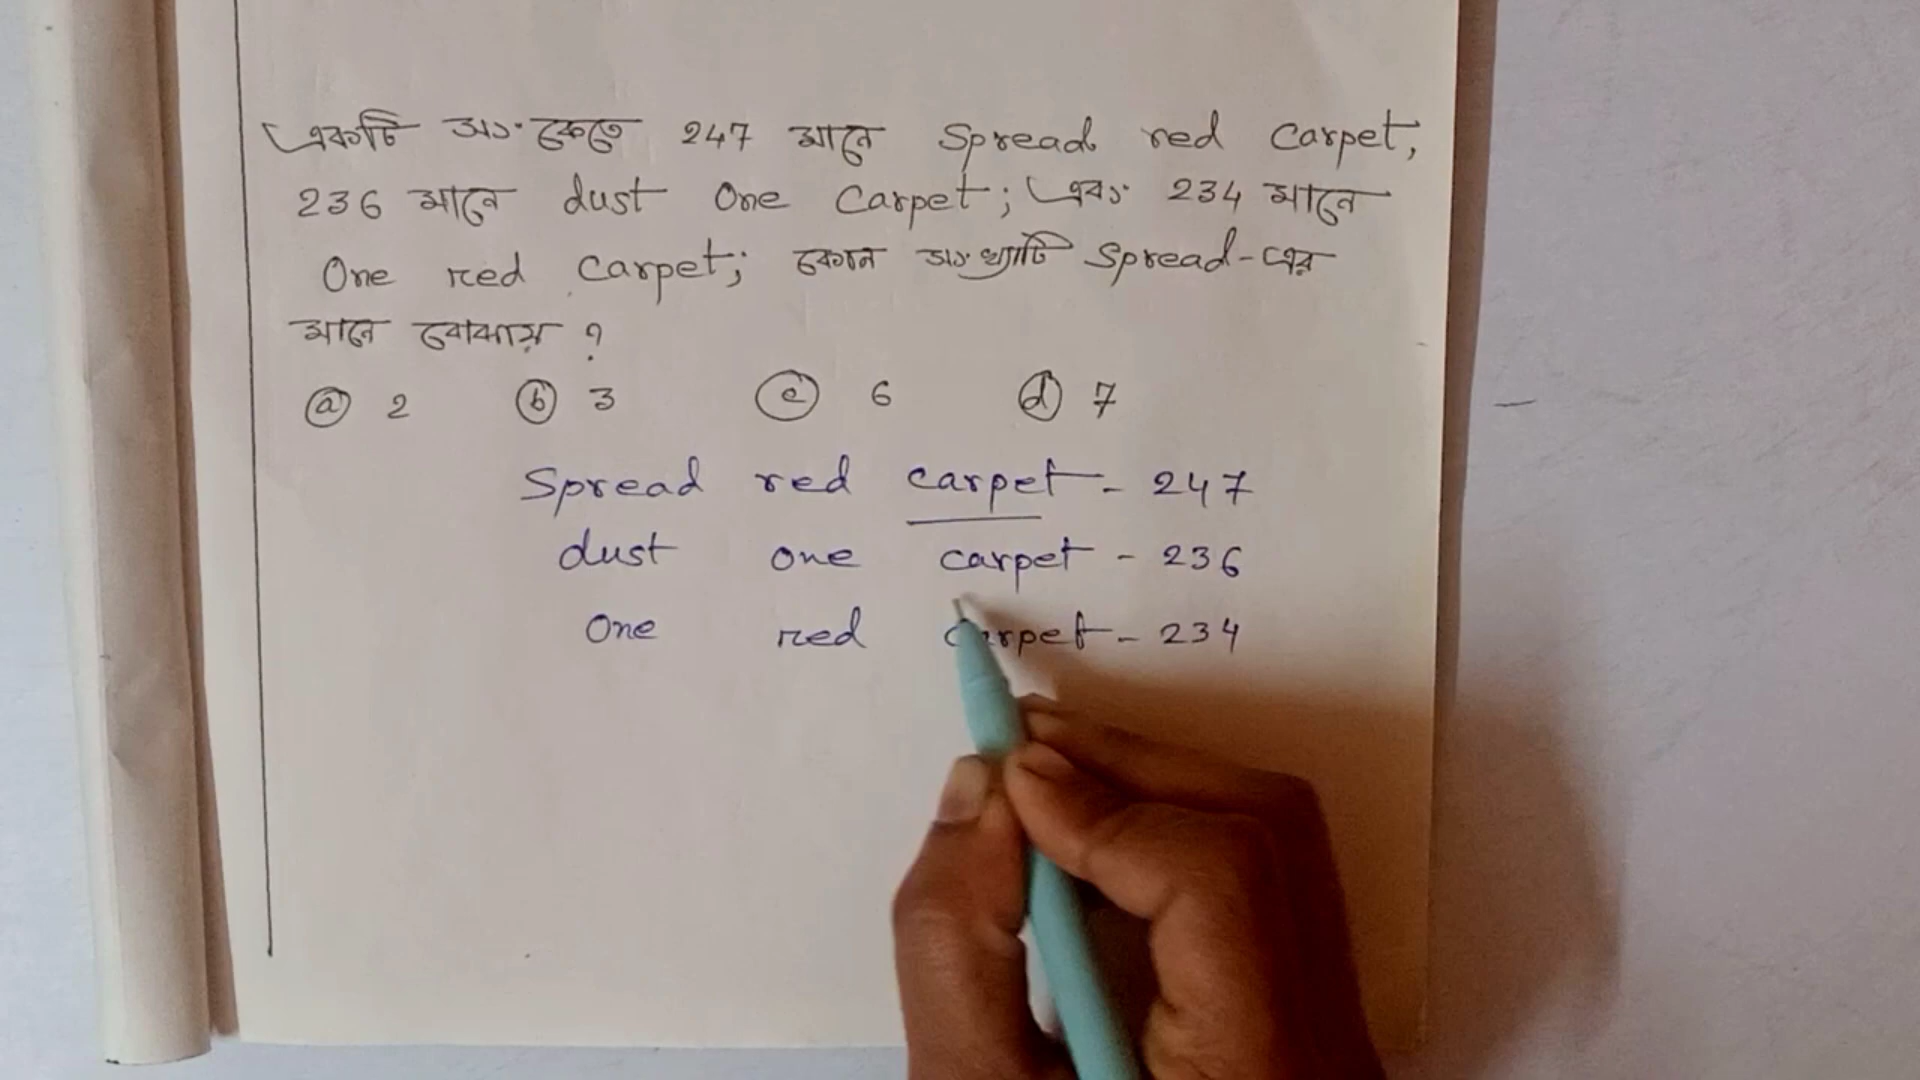 একটি সংকেতে 247 মানে Spread red carpet,
236 মানে dust One Carpet; এবং 234 মানে
One red Carpet; কোন সংখ্যাটি Spread-এর
মানে বোঝায় ?
ⓐ 2 ⓑ 3 ⓒ 6 ⓓ 7
Spread red carpet - 247
dust one carpet - 236
One red carpet - 234